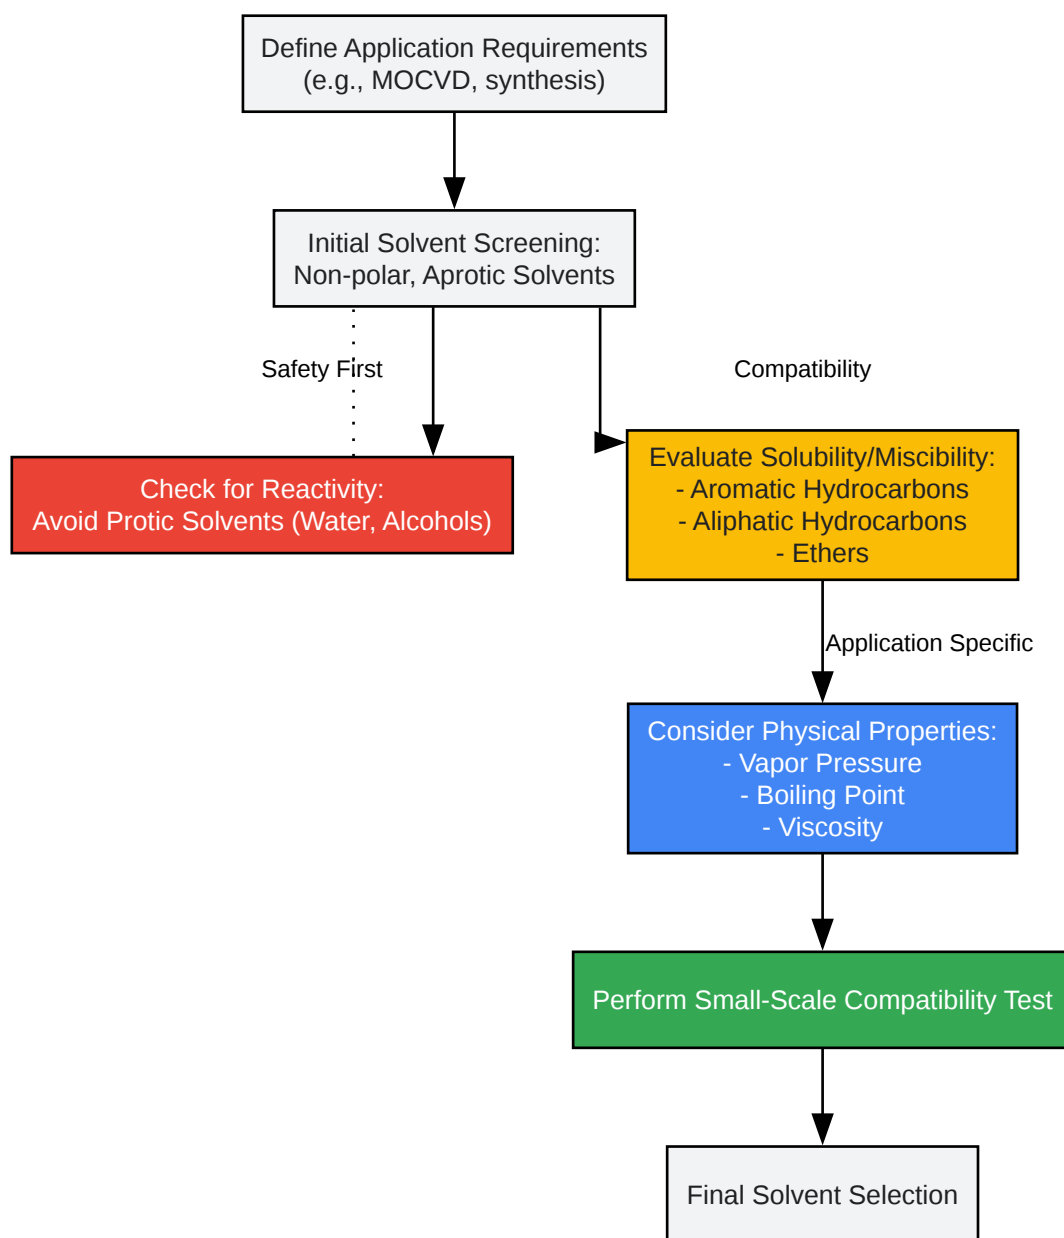 Define Application Requirements
(e.g., MOCVD, synthesis)
Initial Solvent Screening:
Non-polar, Aprotic Solvents
Safety First
Compatibility
Check for Reactivity:
Avoid Protic Solvents (Water, Alcohols)
Evaluate Solubility/Miscibility:
- Aromatic Hydrocarbons
- Aliphatic Hydrocarbons
- Ethers
Application Specific
Consider Physical Properties:
- Vapor Pressure
- Boiling Point
- Viscosity
Perform Small-Scale Compatibility Test
Final Solvent Selection